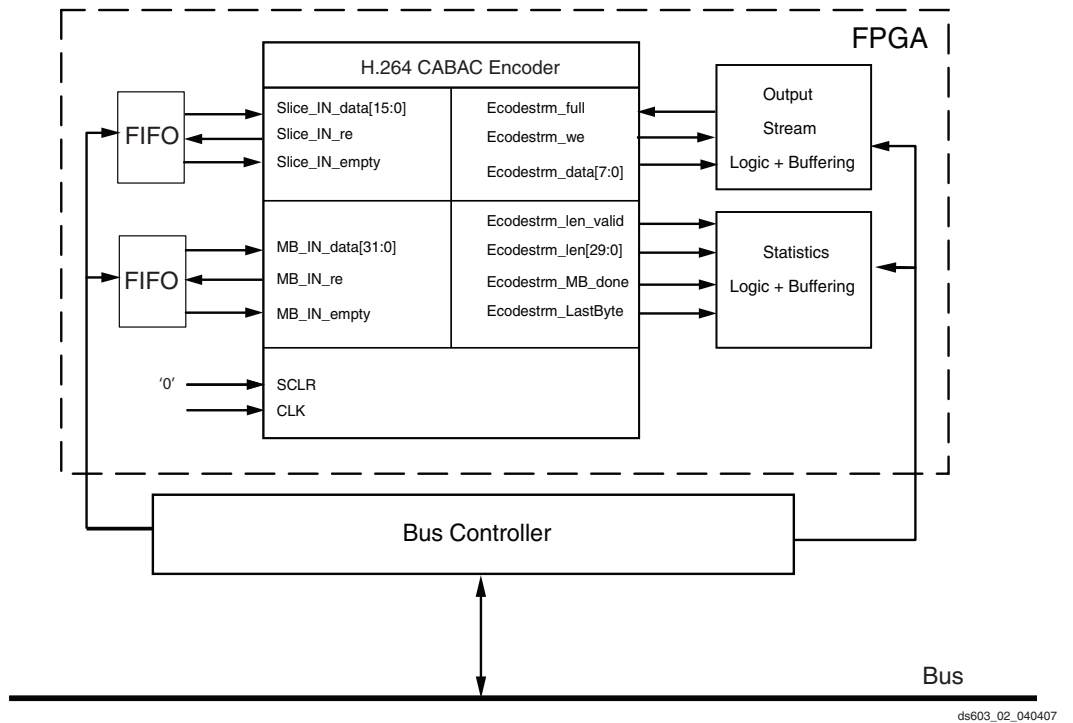 FPGA
H.264 CABAC Encoder
FIFO
Slice_IN_data[15:0]
Slice_IN_re
Slice_IN_empty
Ecodestrm_full
Ecodestrm_we
Ecodestrm_data[7:0]
Output
Stream
Logic + Buffering
FIFO
MB_IN_data[31:0]
MB_IN_re
MB_IN_empty
Ecodestrm_len_valid
Ecodestrm_len[29:0]
Ecodestrm_MB_done
Ecodestrm_LastByte
Statistics
Logic + Buffering
‘0’
SCLR
CLK
Bus Controller
Bus
ds603_02_040407